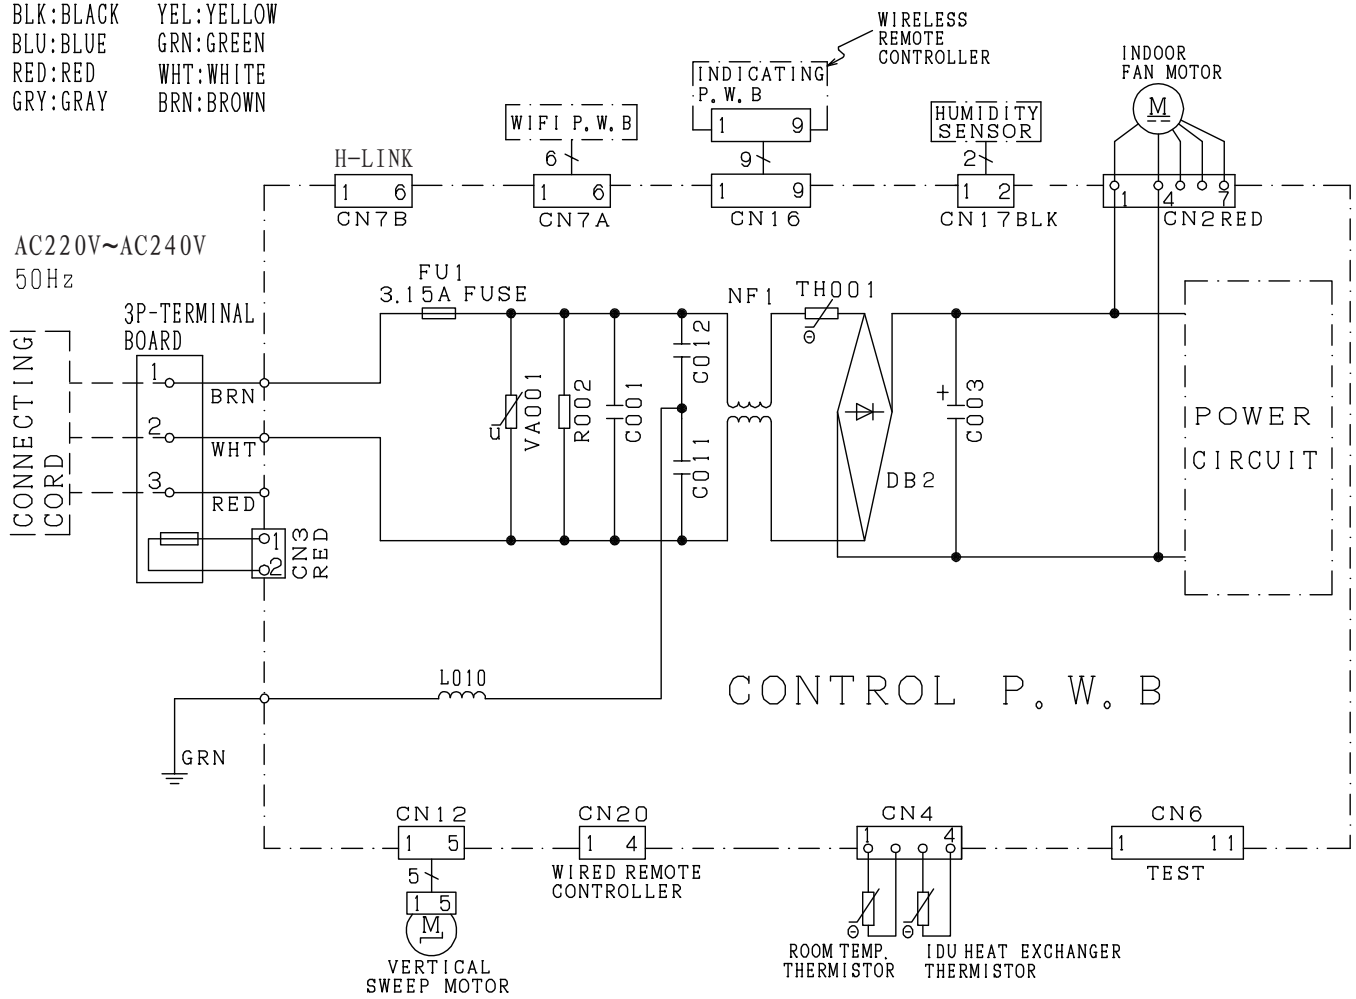 BLK:BLACK YEL:YELLOW
BLU:BLUE GRN:GREEN
RED:RED WHT:WHITE
GRY:GRAY BRN:BROWN
WIRELESS
REMOTE
CONTROLLER
INDICATING
P.W.B
1 9
WIFI P.W.B
HUMIDITY
SENSOR
INDOOR
FAN MOTOR
M
H-LINK
6
9
2
1 6
CN7B
1 6
CN7A
1 9
CN16
1 2
CN17BLK
1 4 7
CN2RED
AC220V~AC240V
50Hz
3P-TERMINAL
BOARD
CONNECTING
CORD
1
BRN
2
WHT
3
RED
1
2
CN3
RED
FU1
3.15A FUSE
VA001
u
R002
C001
C012
C011
NF1
TH001
Θ
DB2
+
C003
POWER
CIRCUIT
L010
GRN
CONTROL P.W.B
CN12
1 5
5
1 5
M
VERTICAL
SWEEP MOTOR
CN20
1 4
WIRED REMOTE
CONTROLLER
CN4
1 4
Θ
Θ
ROOM TEMP.
THERMISTOR
IDU HEAT EXCHANGER
THERMISTOR
CN6
1 11
TEST